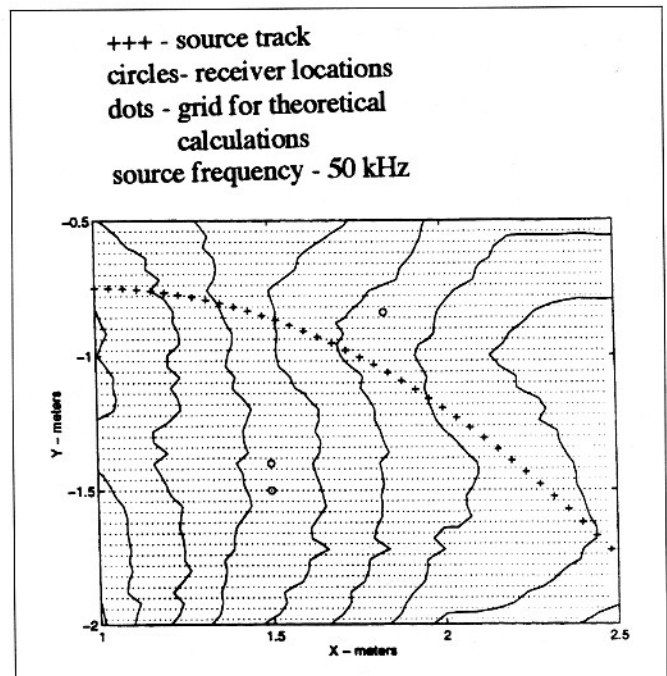 +++ - source track
circles- receiver locations
dots - grid for theoretical
calculations
source frequency - 50 kHz
-0.5
-1
-1.5
-2
Y - meters
1 1.5 2 2.5
X - meters